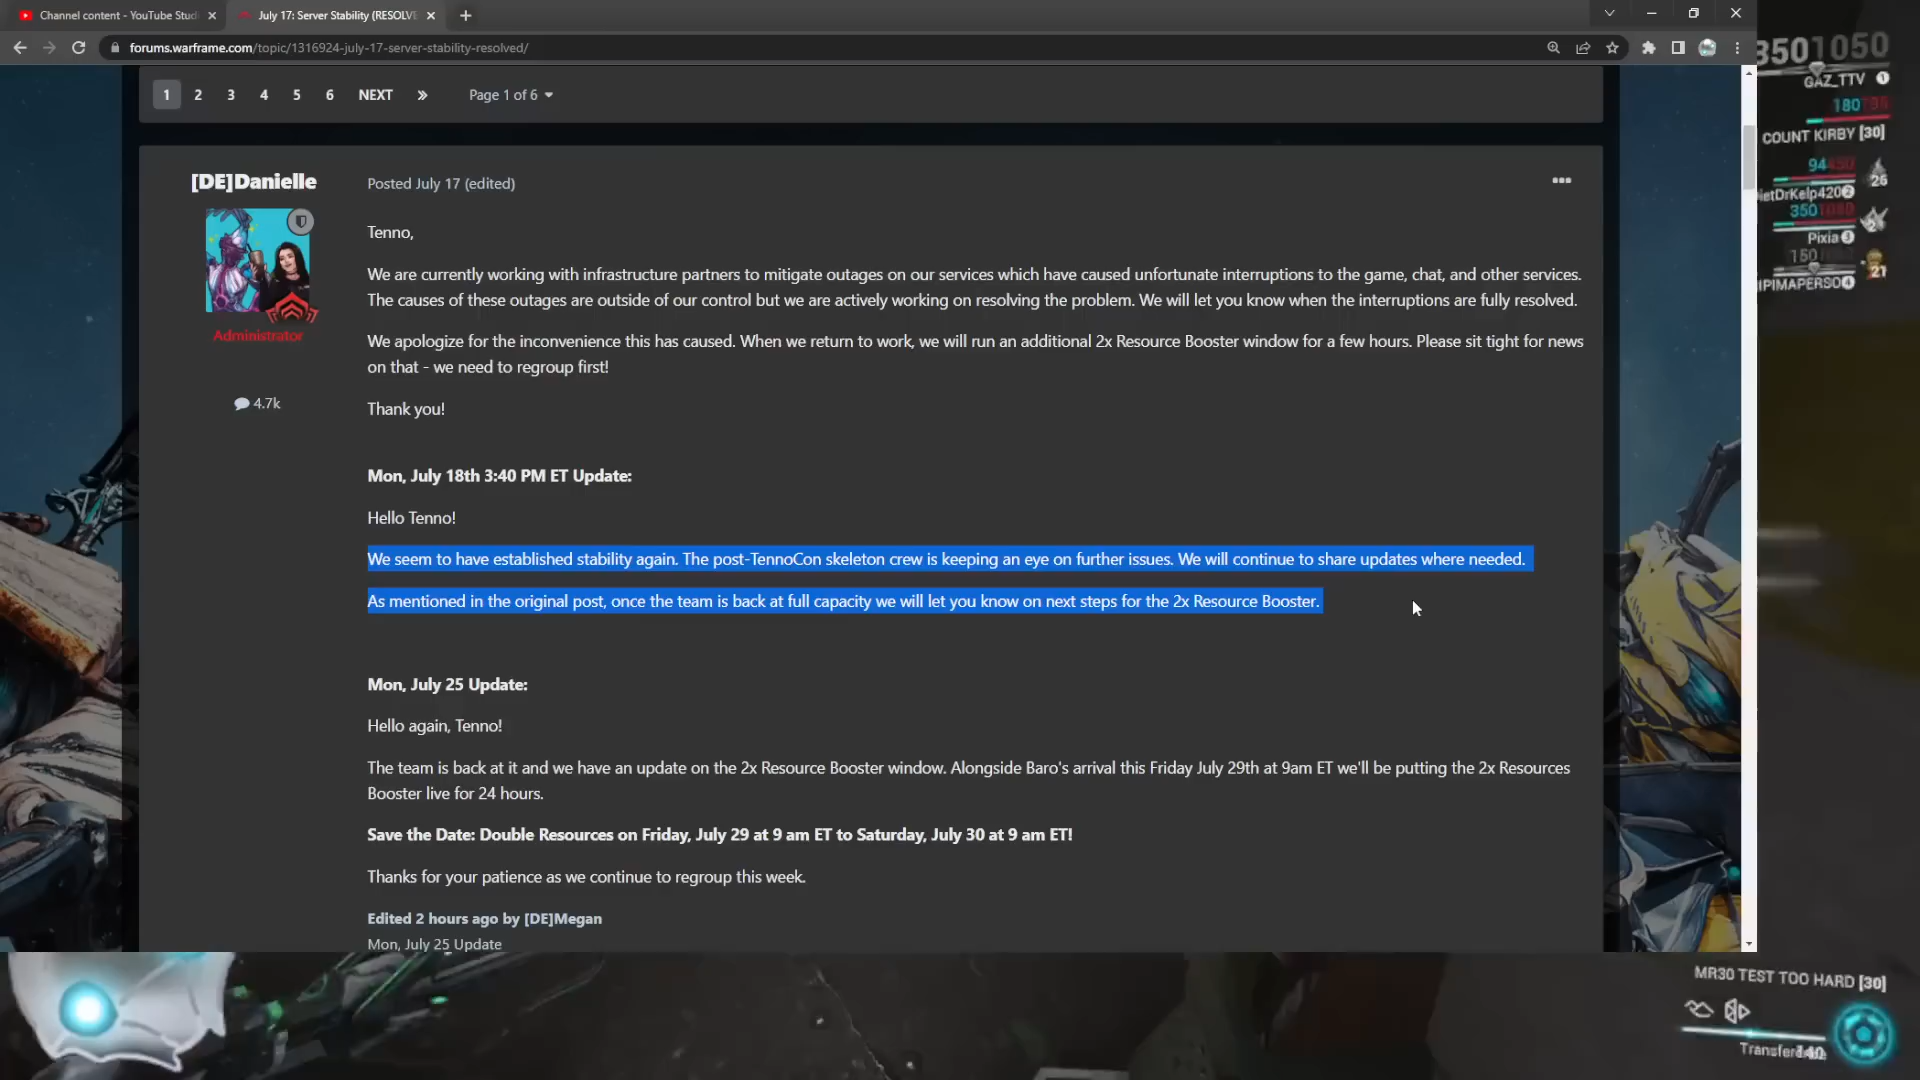 Channel content - YouTube Stud
July 17: Server Stability (RESOLVE
forums.warframe.com/topic/1316924-july-17-server-stability-resolved/
1 2 3 4 5 6 NEXT » Page 1 of 6
[DE]Danielle
Administrator
4.7k
Posted July 17 (edited)
Tenno,
We are currently working with infrastructure partners to mitigate outages on our services which have caused unfortunate interruptions to the game, chat, and other services.
The causes of these outages are outside of our control but we are actively working on resolving the problem. We will let you know when the interruptions are fully resolved.
We apologize for the inconvenience this has caused. When we return to work, we will run an additional 2x Resource Booster window for a few hours. Please sit tight for news
on that - we need to regroup first!
Thank you!
Mon, July 18th 3:40 PM ET Update:
Hello Tenno!
We seem to have established stability again. The post-TennoCon skeleton crew is keeping an eye on further issues. We will continue to share updates where needed.
As mentioned in the original post, once the team is back at full capacity we will let you know on next steps for the 2x Resource Booster.
Mon, July 25 Update:
Hello again, Tenno!
The team is back at it and we have an update on the 2x Resource Booster window. Alongside Baro's arrival this Friday July 29th at 9am ET we'll be putting the 2x Resources
Booster live for 24 hours.
Save the Date: Double Resources on Friday, July 29 at 9 am ET to Saturday, July 30 at 9 am ET!
Thanks for your patience as we continue to regroup this week.
Edited 2 hours ago by [DE]Megan
Mon, July 25 Update
3501050
GAZ_TTV 1
COUNT KIRBY [30]
26
ietDrKelp420 2
Pixia 3
21
IPIMAPERSO 4
MR30 TEST TOO HARD [30]